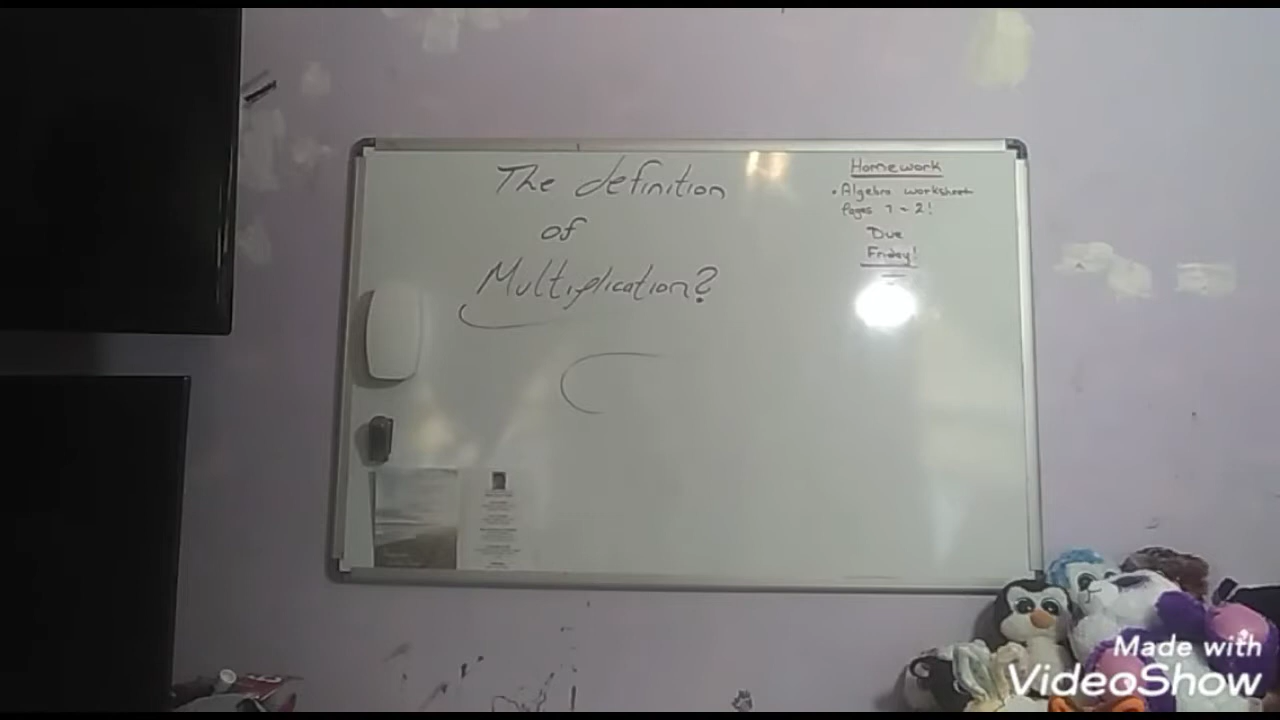 The definition
of
Multiplication?
Homework
• Algebra worksheet
Pages 1 - 2!
Due
Friday!
Made with
VideoShow